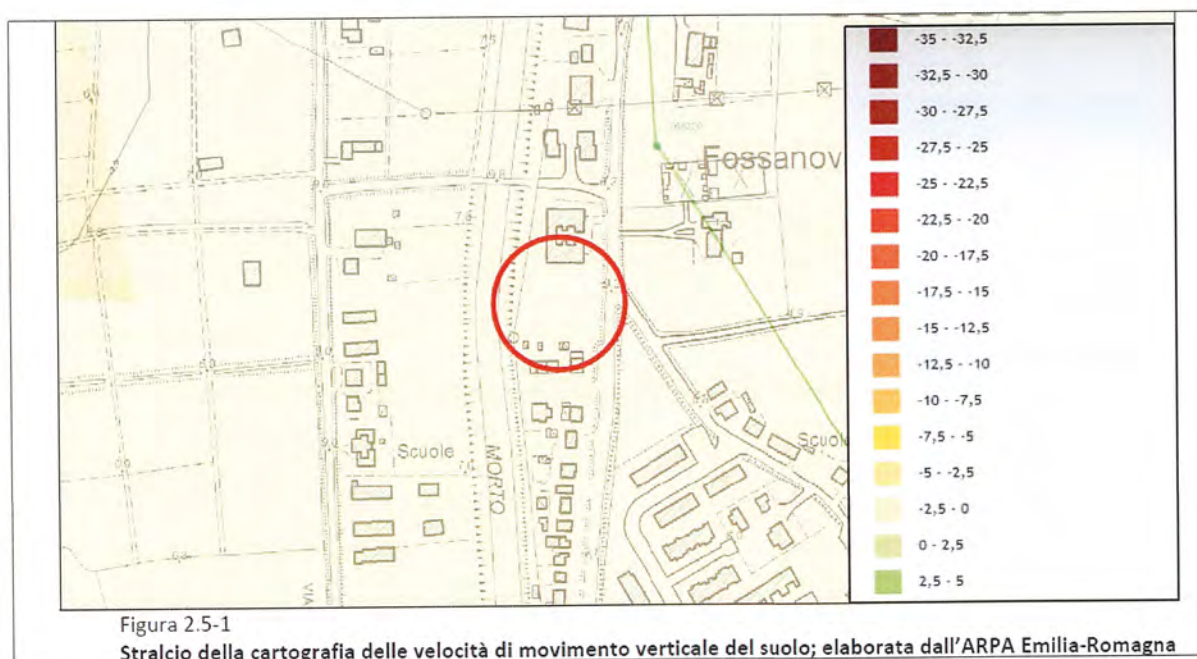 Fossanov
Scuole
Scuol
MORTO
VIA
-35 - -32,5
-32,5 - -30
-30 - -27,5
-27,5 - -25
-25 - -22,5
-22,5 - -20
-20 - -17,5
-17,5 - -15
-15 - -12,5
-12,5 - -10
-10 - -7,5
-7,5 - -5
-5 - -2,5
-2,5 - 0
0 - 2,5
2,5 - 5
Figura 2.5-1
Stralcio della cartografia delle velocità di movimento verticale del suolo; elaborata dall'ARPA Emilia-Romagna